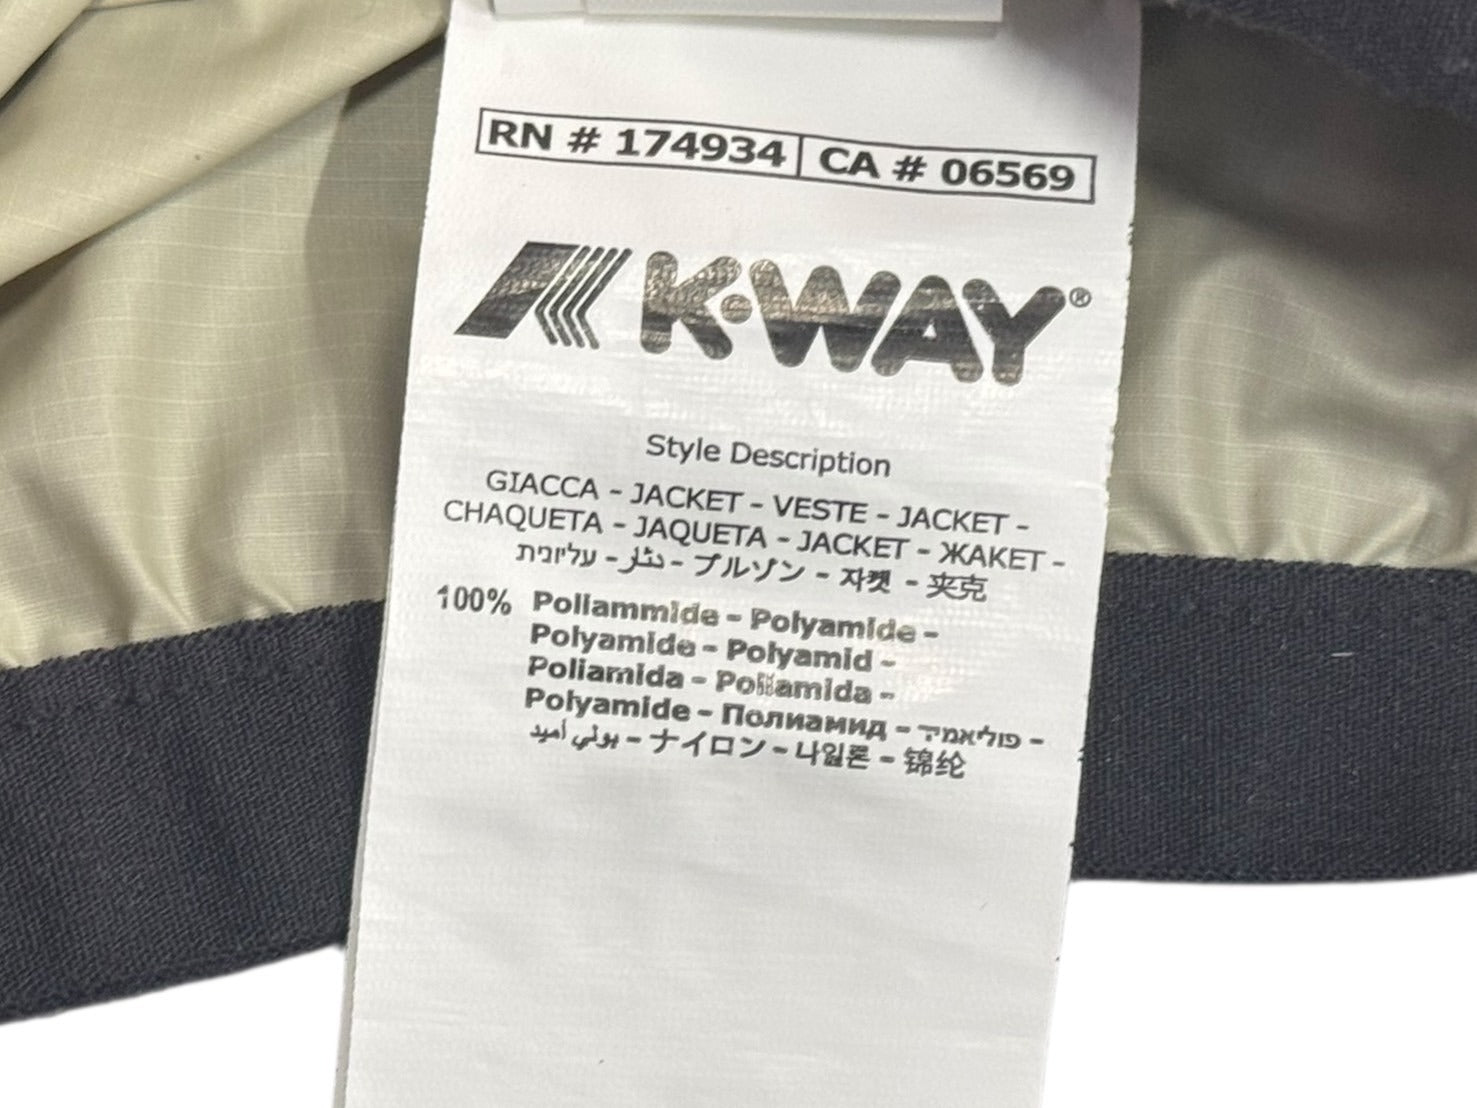 RN # 174934 CA # 06569
K·WAY®
Style Description
GIACCA - JACKET - VESTE - JACKET -
CHAQUETA - JAQUETA - JACKET - ЖАКЕТ -
עליונית - دثار - ブルゾン - 자켓 - 夹克
100% Poliammide - Polyamide -
Polyamide - Polyamid -
Poliamida - Poliamida -
Polyamide - Полиамид - פוליאמיד -
بولي أميد - ナイロン - 나일론 - 锦纶